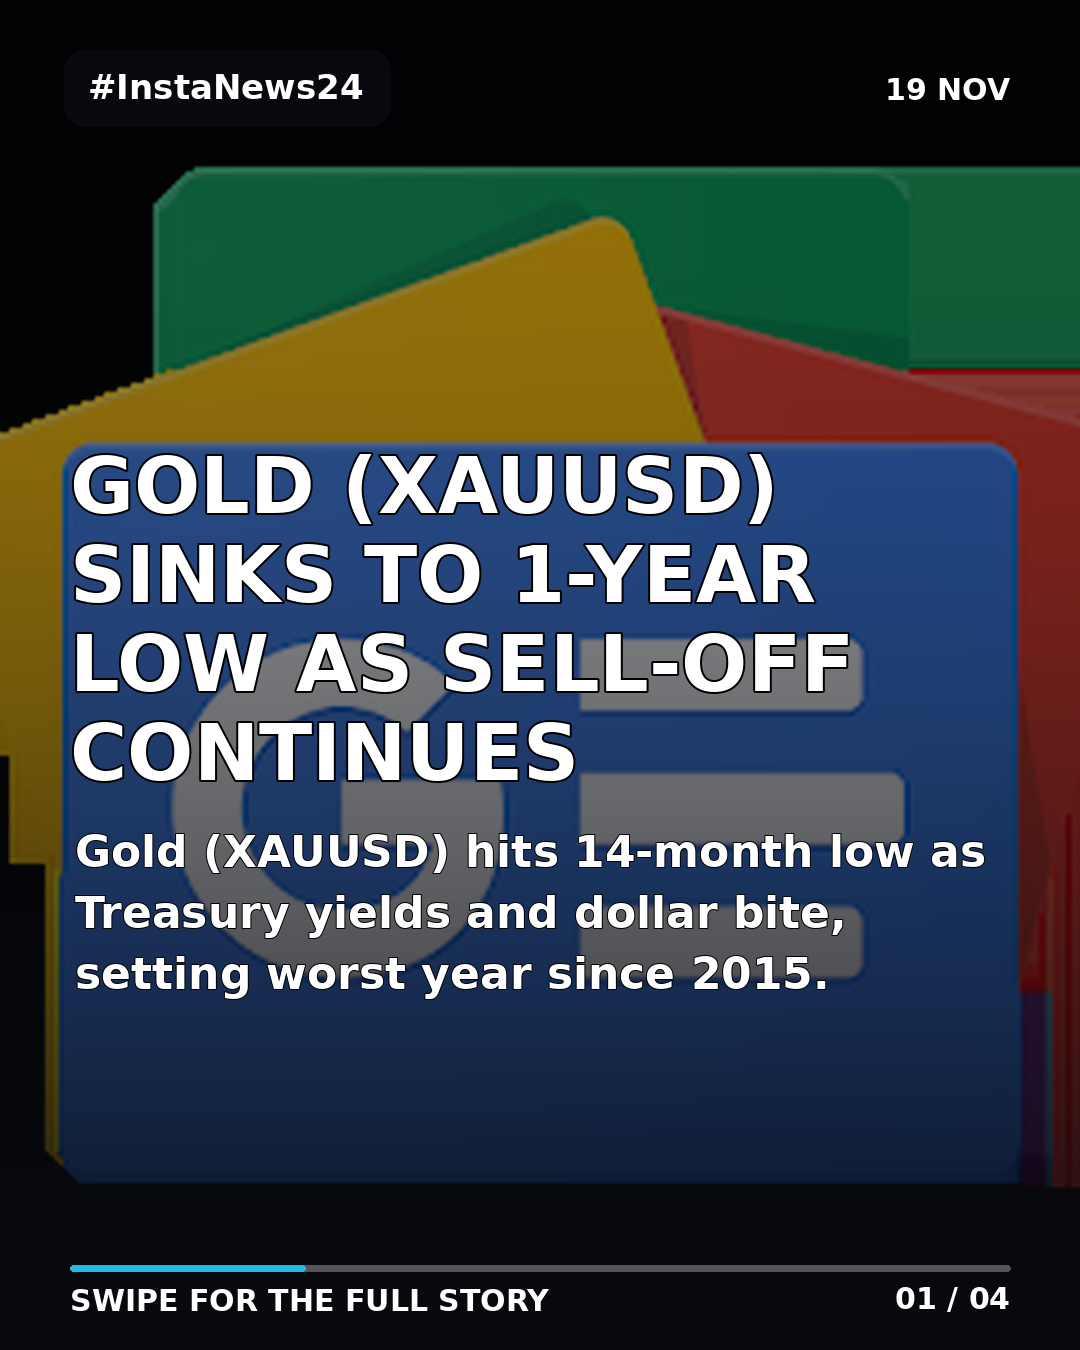 #InstaNews24
19 NOV
GOLD (XAUUSD)
SINKS TO 1-YEAR
LOW AS SELL-OFF
CONTINUES
Gold (XAUUSD) hits 14-month low as
Treasury yields and dollar bite,
setting worst year since 2015.
SWIPE FOR THE FULL STORY
01 / 04